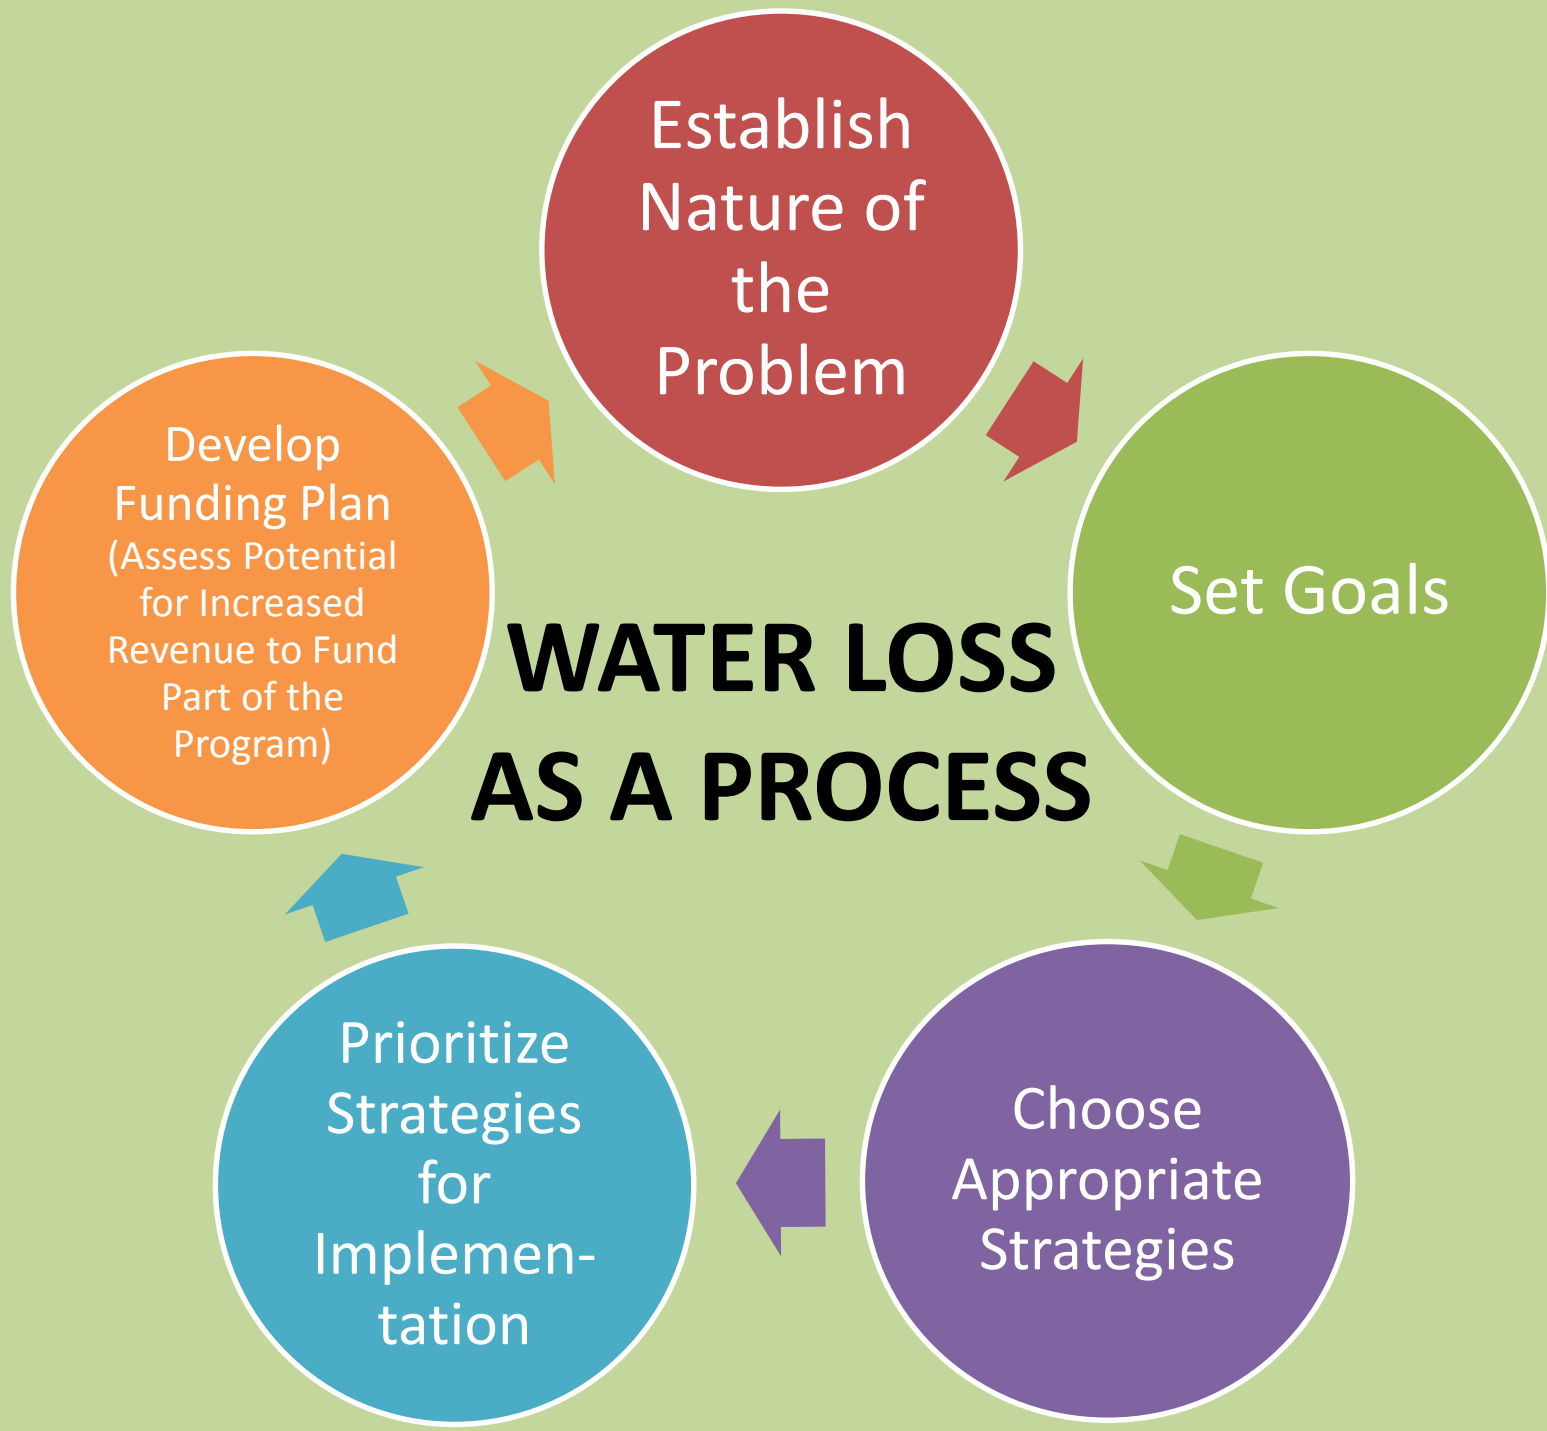 Establish
Nature of
the
Problem
Set Goals
Choose
Appropriate
Strategies
Prioritize
Strategies
for
Implemen-
tation
Develop
Funding Plan
(Assess Potential
for Increased
Revenue to Fund
Part of the
Program)
WATER LOSS
AS A PROCESS